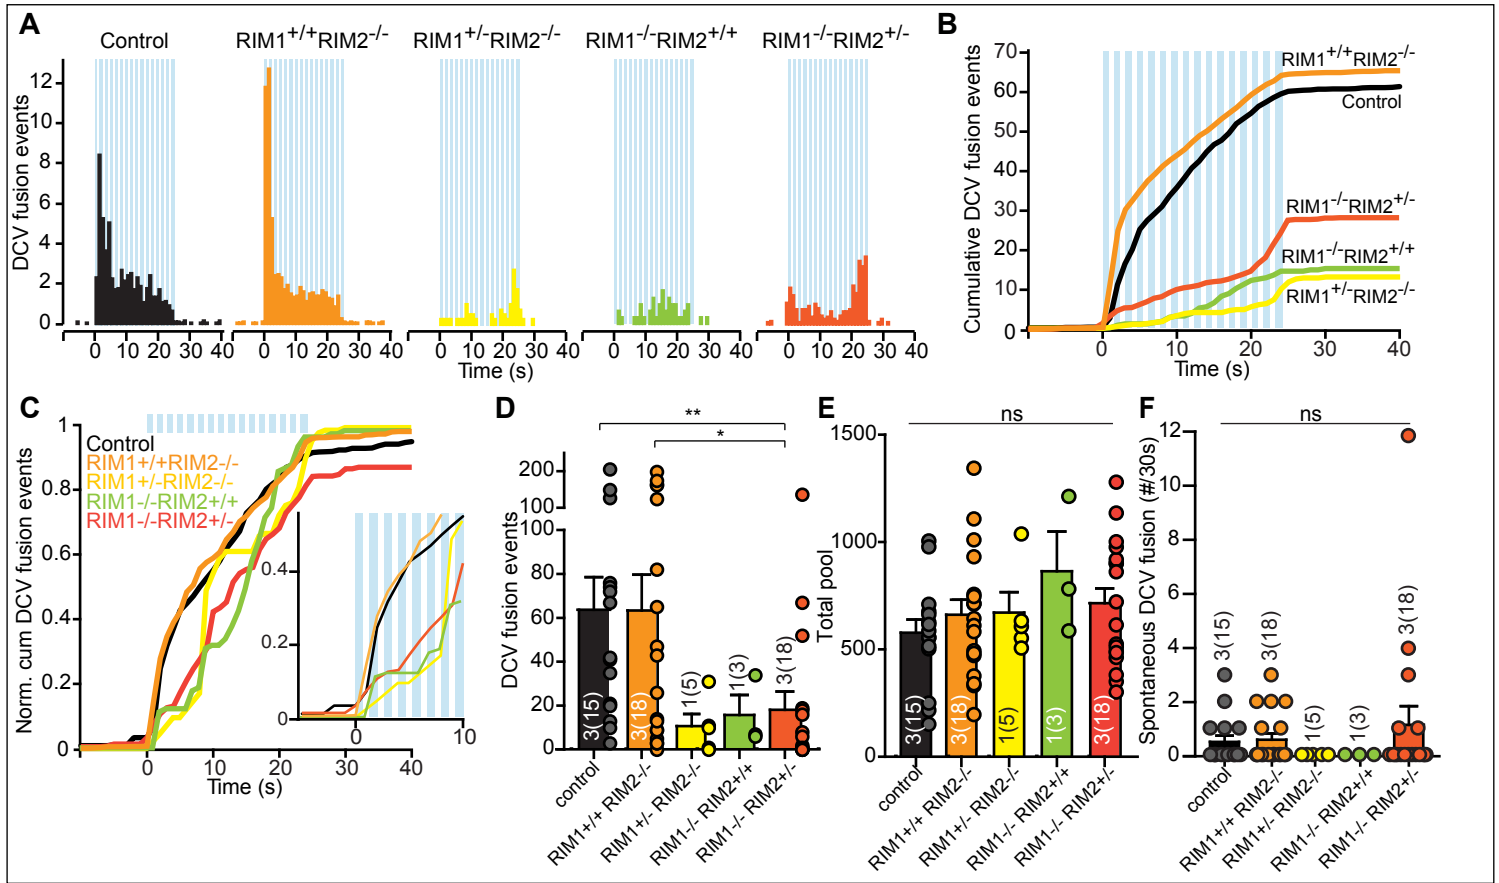 A
Control
RIM1+/+RIM2-/-
RIM1+/-RIM2-/-
RIM1-/-RIM2+/+
RIM1-/-RIM2+/-
DCV fusion events
12
10
8
6
4
2
0
0 10 20 30 40
0 10 20 30 40
0 10 20 30 40
0 10 20 30 40
0 10 20 30 40
Time (s)
B
Cumulative DCV fusion events
70
60
50
40
30
20
10
0
RIM1+/+RIM2-/-
Control
RIM1-/-RIM2+/-
RIM1-/-RIM2+/+
RIM1+/-RIM2-/-
0 10 20 30 40
Time (s)
C
Norm. cum DCV fusion events
1
0.8
0.6
0.4
0.2
0
Control
RIM1+/+RIM2-/-
RIM1+/-RIM2-/-
RIM1-/-RIM2+/+
RIM1-/-RIM2+/-
0.4
0.2
0
0 10
0 10 20 30 40
Time (s)
D
**
*
DCV fusion events
200
100
100
80
60
40
20
0
3(15)
3(18)
1(5)
1(3)
3(18)
control
RIM1+/+ RIM2-/-
RIM1+/- RIM2-/-
RIM1-/- RIM2+/+
RIM1-/- RIM2+/-
E
ns
Total pool
1500
1000
500
0
3(15)
3(18)
1(5)
1(3)
3(18)
control
RIM1+/+ RIM2-/-
RIM1+/- RIM2-/-
RIM1-/- RIM2+/+
RIM1-/- RIM2+/-
F
ns
Spontaneous DCV fusion (#/30s)
12
10
8
6
4
2
0
3(15)
3(18)
1(5)
1(3)
3(18)
control
RIM1+/+ RIM2-/-
RIM1+/- RIM2-/-
RIM1-/- RIM2+/+
RIM1-/- RIM2+/-